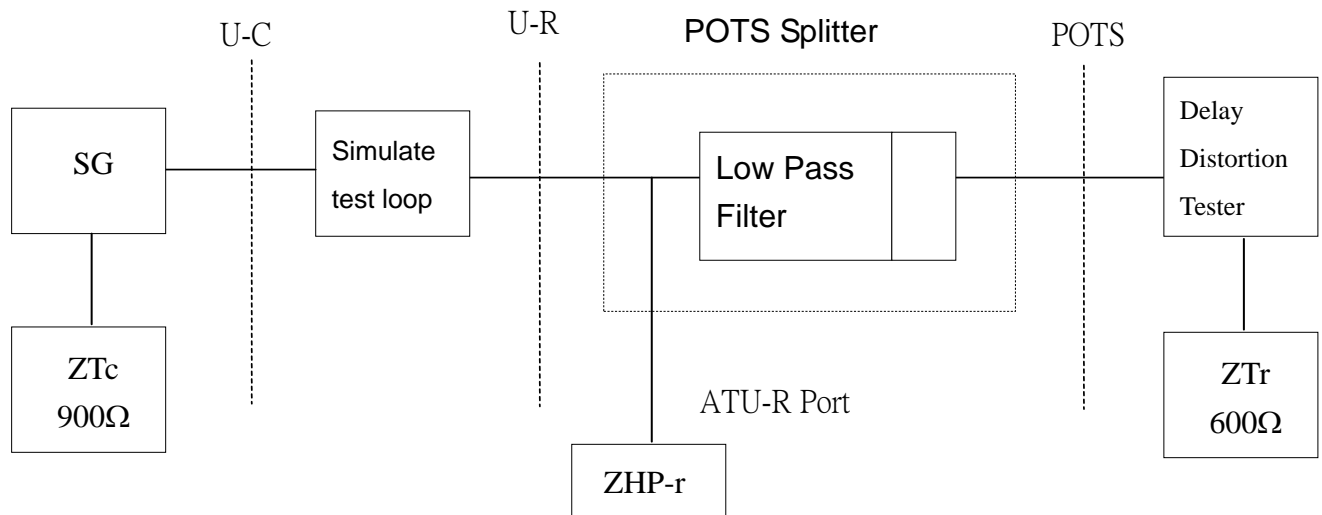 U-C
U-R
POTS Splitter
POTS
SG
Simulate
test loop
Low Pass
Filter
Delay
Distortion
Tester
ZTc
900Ω
ATU-R Port
ZHP-r
ZTr
600Ω